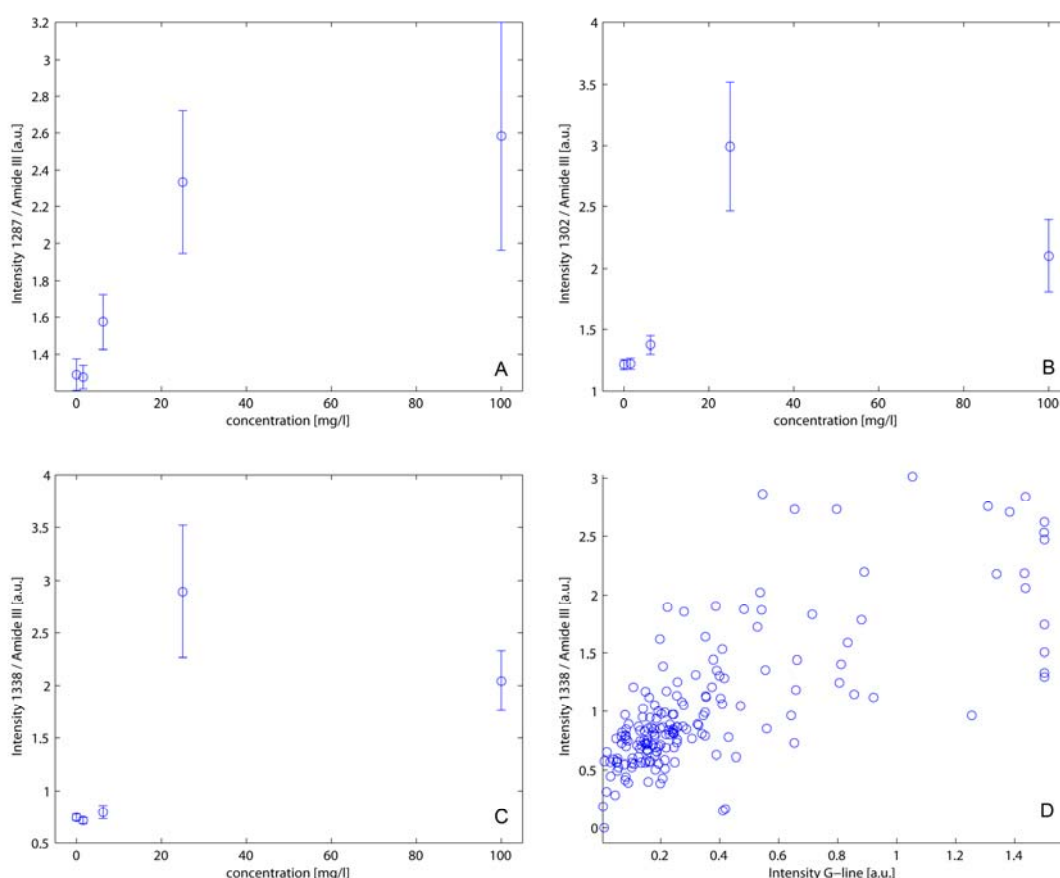 3.2
3
2.8
2.6
2.4
2.2
2
1.8
1.6
1.4
0 20 40 60 80 100
concentration [mg/l]
Intensity 1287 / Amide III [a.u.]
A
4
3.5
3
2.5
2
1.5
1
0 20 40 60 80 100
concentration [mg/l]
Intensity 1302 / Amide III [a.u.]
B
4
3.5
3
2.5
2
1.5
1
0.5
0 20 40 60 80 100
concentration [mg/l]
Intensity 1338 / Amide III [a.u.]
C
3
2.5
2
1.5
1
0.5
0
0.2 0.4 0.6 0.8 1 1.2 1.4
Intensity G-line [a.u.]
Intensity 1338 / Amide III [a.u.]
D